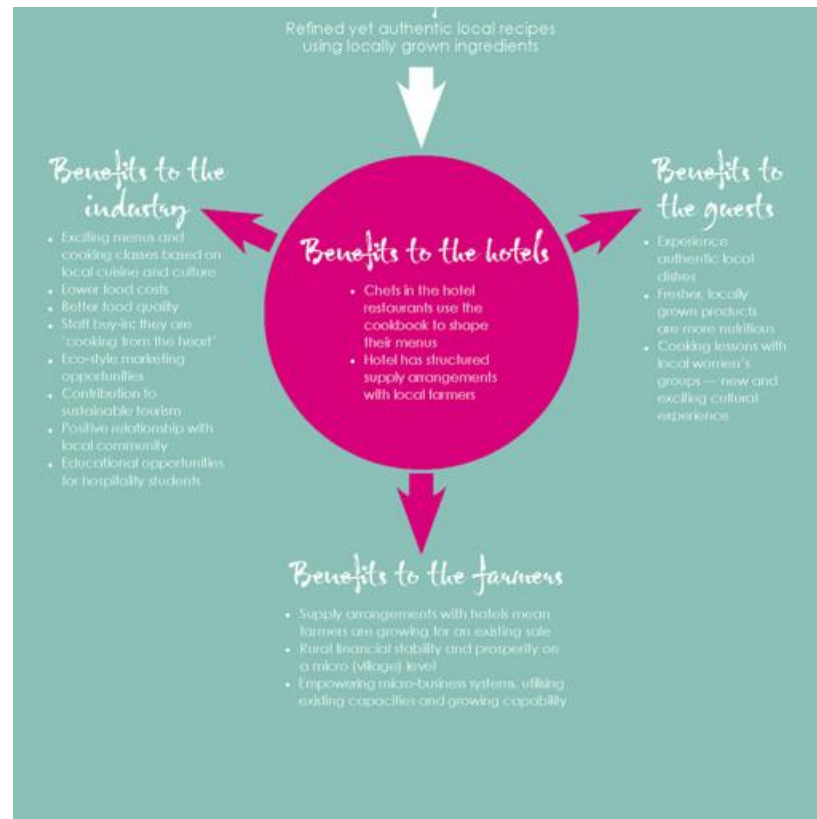 Refined yet authentic local recipes
using locally grown ingredients
Benefits to the
industry
• Exciting menus and
cooking classes based on
local cuisine and culture
• Lower food costs
• Better food quality
• Staff buy-in: they are
‘cooking from the heart’
• Eco-style marketing
opportunities
• Contribution to
sustainable tourism
• Positive relationship with
local community
• Educational opportunities
for hospitality students
Benefits to the hotels
• Chefs in the hotel
restaurants use the
cookbook to shape
their menus
• Hotel has structured
supply arrangements
with local farmers
Benefits to
the guests
• Experience
authentic local
dishes
• Fresher, locally
grown products
are more nutritious
• Cooking lessons with
local women’s
groups — new and
exciting cultural
experience
Benefits to the farmers
• Supply arrangements with hotels mean
farmers are growing for an existing sale
• Rural financial stability and prosperity on
a micro (village) level
• Empowering micro-business systems, utilising
existing capacities and growing capability